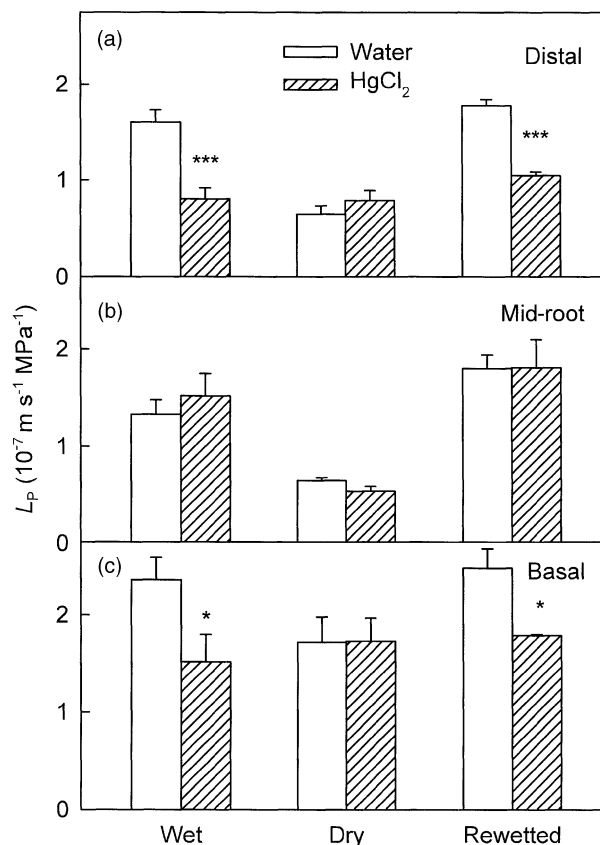 (a)
Water
HgCl₂
Distal
2
***
***
1
0
(b)
Mid-root
2
1
0
Lₚ (10⁻⁷ m s⁻¹ MPa⁻¹)
(c)
Basal
2
*
*
1
0
Wet Dry Rewetted